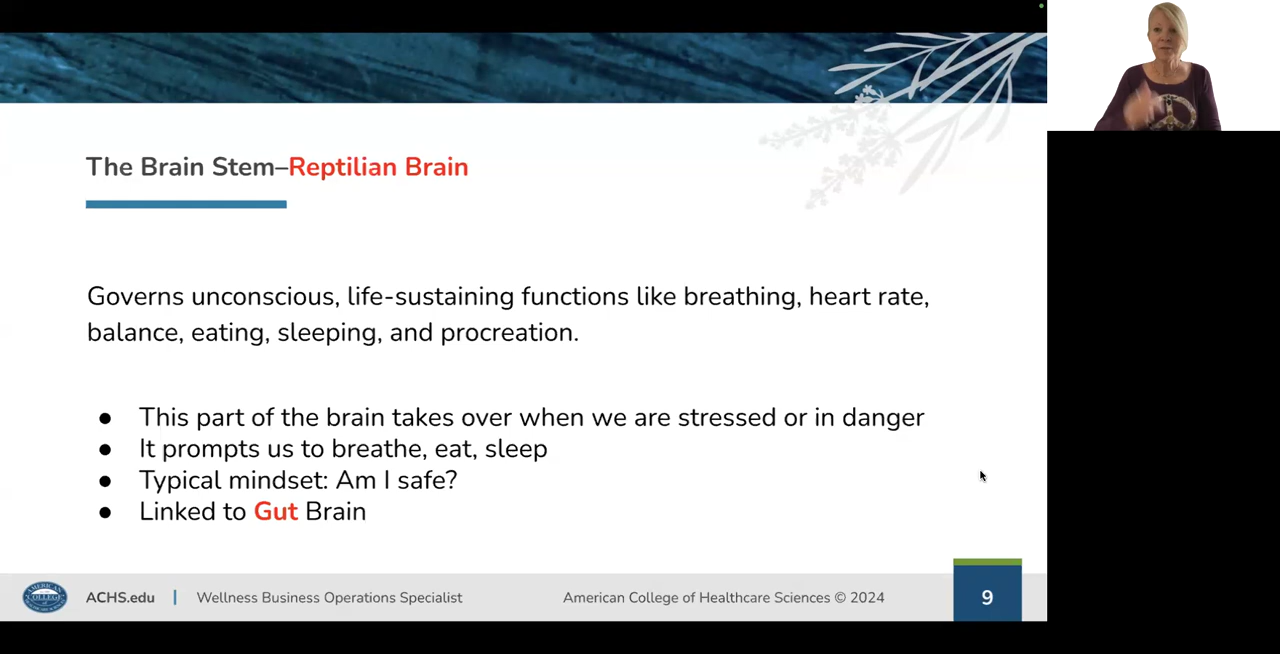 The Brain Stem–Reptilian Brain
Governs unconscious, life-sustaining functions like breathing, heart rate,
balance, eating, sleeping, and procreation.
● This part of the brain takes over when we are stressed or in danger
● It prompts us to breathe, eat, sleep
● Typical mindset: Am I safe?
● Linked to Gut Brain
ACHS.edu | Wellness Business Operations Specialist American College of Healthcare Sciences © 2024 9